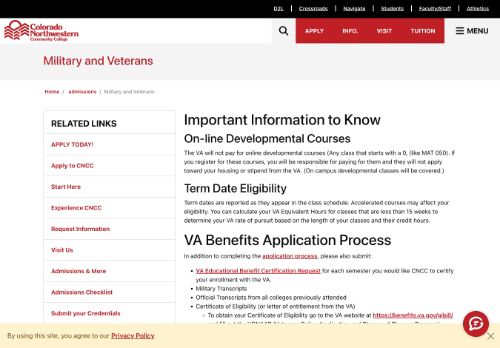 D2L | Crossroads | Navigate | Students | Faculty/Staff | Athletics
Colorado
Northwestern
Community College
APPLY INFO. VISIT TUITION MENU
Military and Veterans
Home / admissions / Military and Veterans
RELATED LINKS
APPLY TODAY!
Apply to CNCC
Start Here
Experience CNCC
Request Information
Visit Us
Admissions & More
Admissions Checklist
Submit your Credentials
Important Information to Know
On-line Developmental Courses
The VA will not pay for online developmental courses (Any class that starts with a 0, (like MAT 050). If
you register for these courses, you will be responsible for paying for them and they will not apply
toward your housing or stipend from the VA. (On campus developmental classes will be covered.)
Term Date Eligibility
Term dates are reported as they appear in the class schedule. Accelerated courses may affect your
eligibility. You can calculate your VA Equivalent Hours for classes that are less than 15 weeks to
determine your VA rate of pursuit based on the length of your classes and their credit hours.
VA Benefits Application Process
In addition to completing the application process, please also submit:
• VA Educational Benefit Certification Request for each semester you would like CNCC to certify
your enrollment with the VA.
• Military Transcripts
• Official Transcripts from all colleges previously attended
• Certificate of Eligibility (or letter of entitlement from the VA)
To obtain your Certificate of Eligibility go to the VA website at https://benefits.va.gov/gibill/
By using this site, you agree to our Privacy Policy